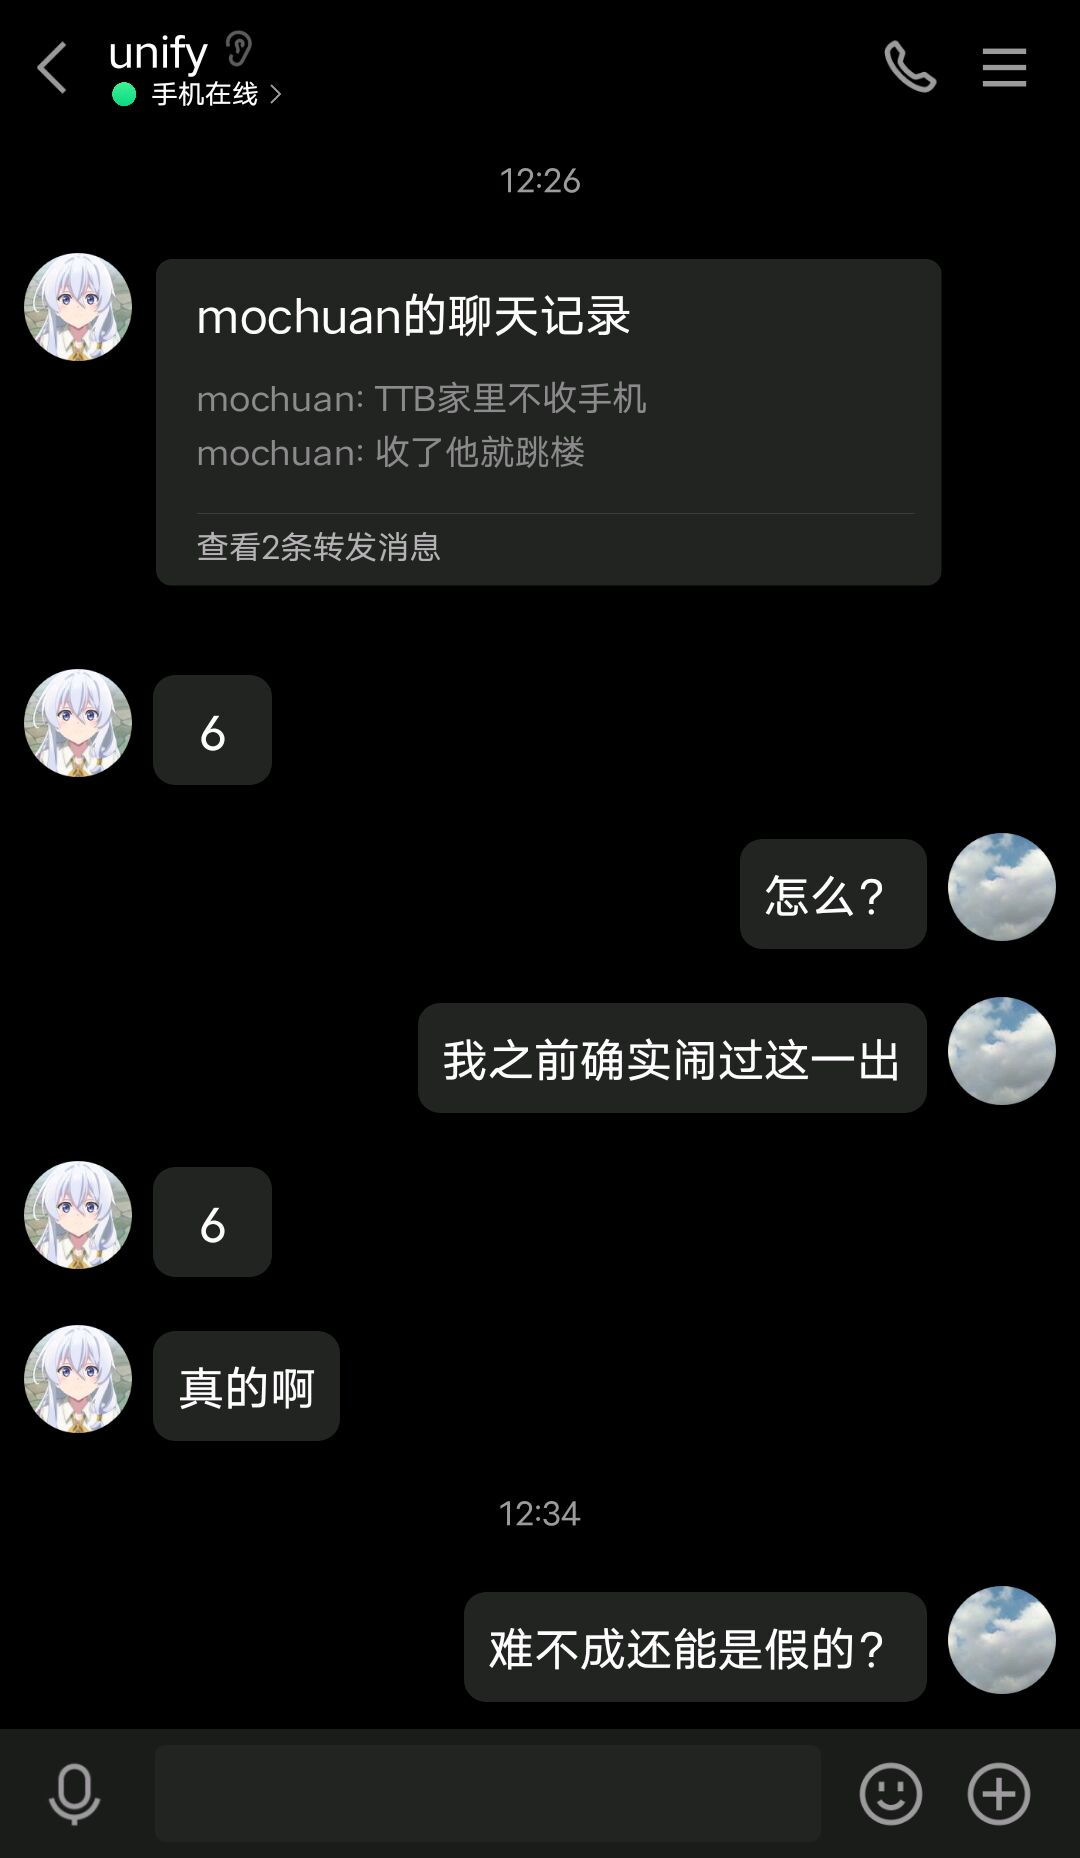 unify
手机在线
12:26
mochuan的聊天记录
mochuan: TTB家里不收手机
mochuan: 收了他就跳楼
查看2条转发消息
6
怎么？
我之前确实闹过这一出
6
真的啊
12:34
难不成还能是假的？